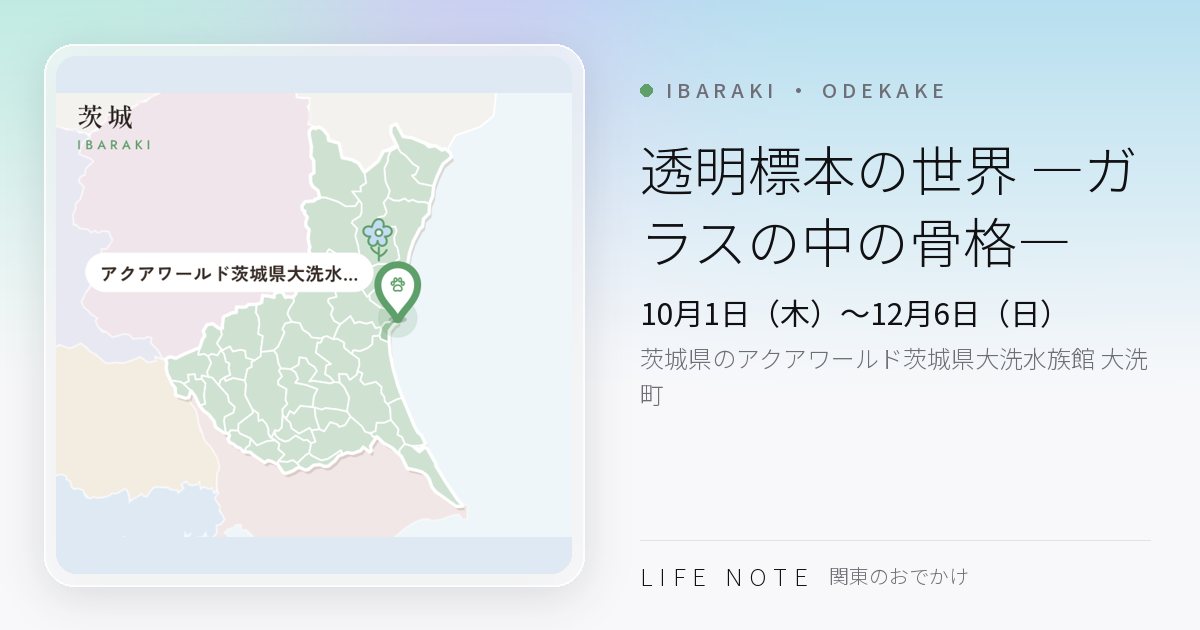 茨城
IBARAKI
アクアワールド茨城県大洗水...
IBARAKI ・ ODEKAKE
透明標本の世界 ―ガ
ラスの中の骨格―
10月1日（木）～12月6日（日）
茨城県のアクアワールド茨城県大洗水族館 大洗
町
LIFE NOTE 関東のおでかけ